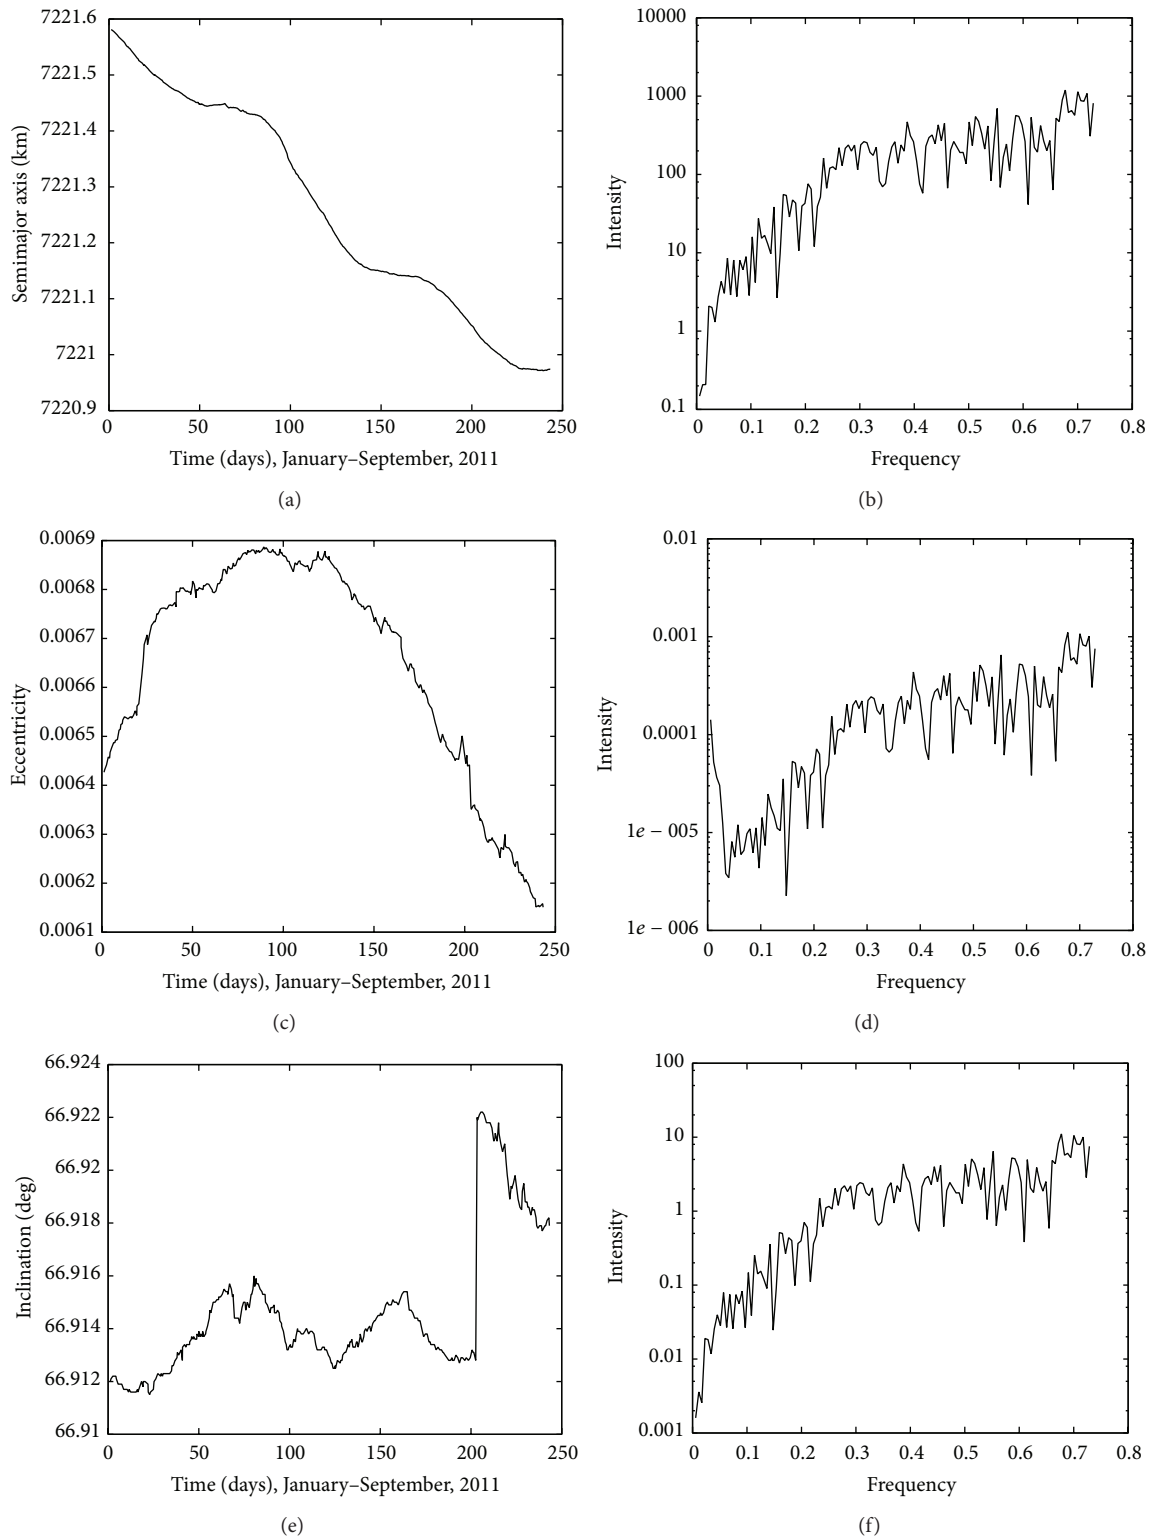 7221.6
7221.5
7221.4
7221.3
7221.2
7221.1
7221
7220.9
Semimajor axis (km)
0 50 100 150 200 250
Time (days), January–September, 2011
(a)
10000
1000
100
10
1
0.1
Intensity
0 0.1 0.2 0.3 0.4 0.5 0.6 0.7 0.8
Frequency
(b)
0.0069
0.0068
0.0067
0.0066
0.0065
0.0064
0.0063
0.0062
0.0061
Eccentricity
0 50 100 150 200 250
Time (days), January–September, 2011
(c)
0.01
0.001
0.0001
1e − 005
1e − 006
Intensity
0 0.1 0.2 0.3 0.4 0.5 0.6 0.7 0.8
Frequency
(d)
66.924
66.922
66.92
66.918
66.916
66.914
66.912
66.91
Inclination (deg)
0 50 100 150 200 250
Time (days), January–September, 2011
(e)
100
10
1
0.1
0.01
0.001
Intensity
0 0.1 0.2 0.3 0.4 0.5 0.6 0.7 0.8
Frequency
(f)